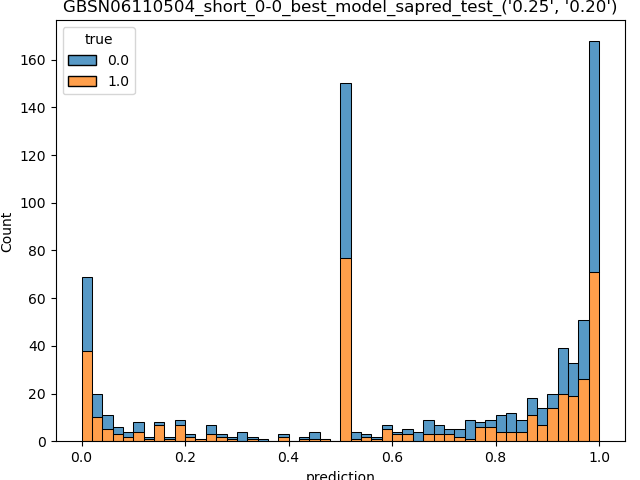 GBSN06110504_short_0-0_best_model_sapred_test_('0.25', '0.20')
true
0.0
1.0
Count
160
140
120
100
80
60
40
20
0
0.0 0.2 0.4 0.6 0.8 1.0
prediction